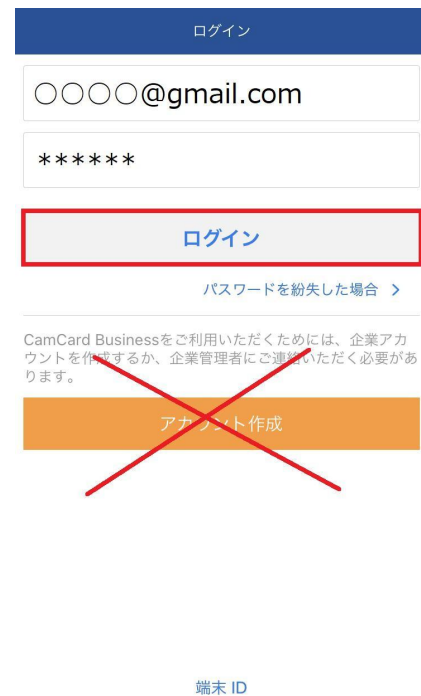 ログイン
〇〇〇〇@gmail.com
******
ログイン
パスワードを紛失した場合 >
CamCard Businessをご利用いただくためには、企業アカ
ウントを作成するか、企業管理者にご連絡いただく必要があ
ります。
アカウント作成
端末 ID